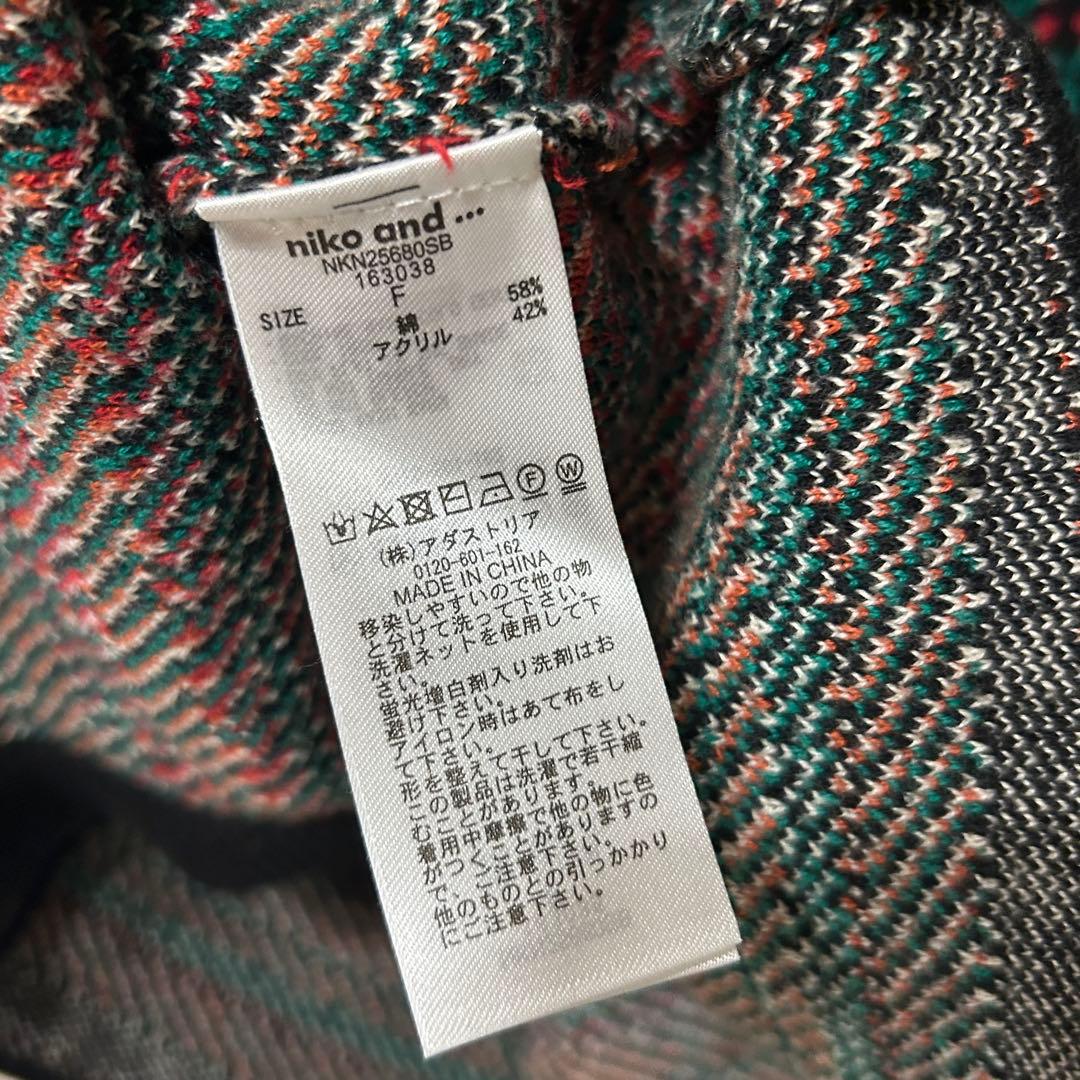 niko and ...
NKN25680SB
163038
SIZE F
綿 58%
アクリル 42%
F W
(株)アダストリア
0120-601-162
MADE IN CHINA
移染しやすいので他の物
と分けて洗って下さい。
洗濯ネットを使用して下
さい。
蛍光増白剤入り洗剤はお
避け下さい。
アイロン時はあて布をし
て下さい。
形を整えて干して下さい。
この製品は洗濯で若干縮
む事があります。
着用中摩擦で他の物に色
がつくことがあります
で、ご注意下さい。
他のものとの引っかかり
にご注意下さい。